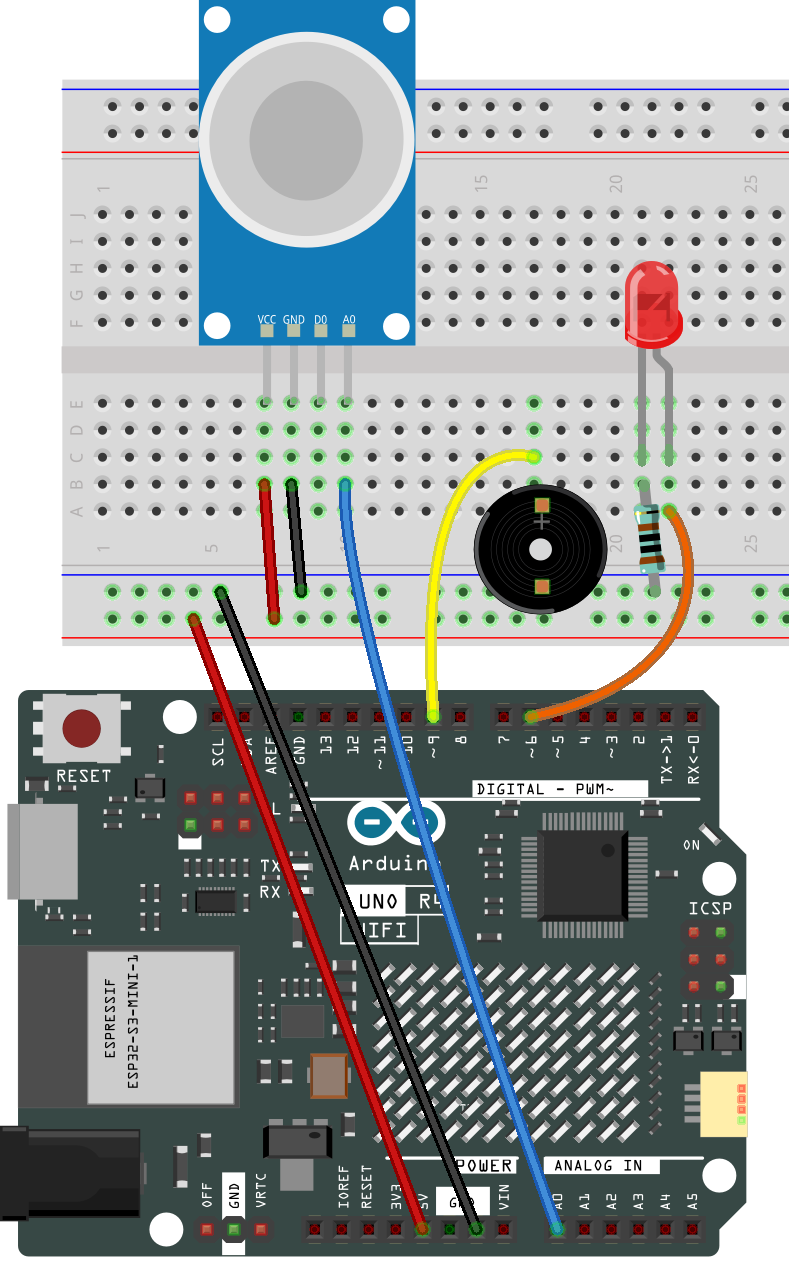 1
15
20
25
J
I
H
G
F
VCC GND D0 A0
E
D
C
B
A
1
5
20
25
+
RESET
SCL
AREF
GND
13
12
~11
~10
~9
8
7
~6
~5
4
~3
2
TX→1
RX←0
DIGITAL - PWM~
L
ON
Arduino
TX
RX
UNO R4
WIFI
ICSP
ESPRESSIF
ESP32-S3-MINI-1
POWER
ANALOG IN
OFF
GND
VRTC
IOREF
RESET
3V3
5V
GND
VIN
A0
A1
A2
A3
A4
A5